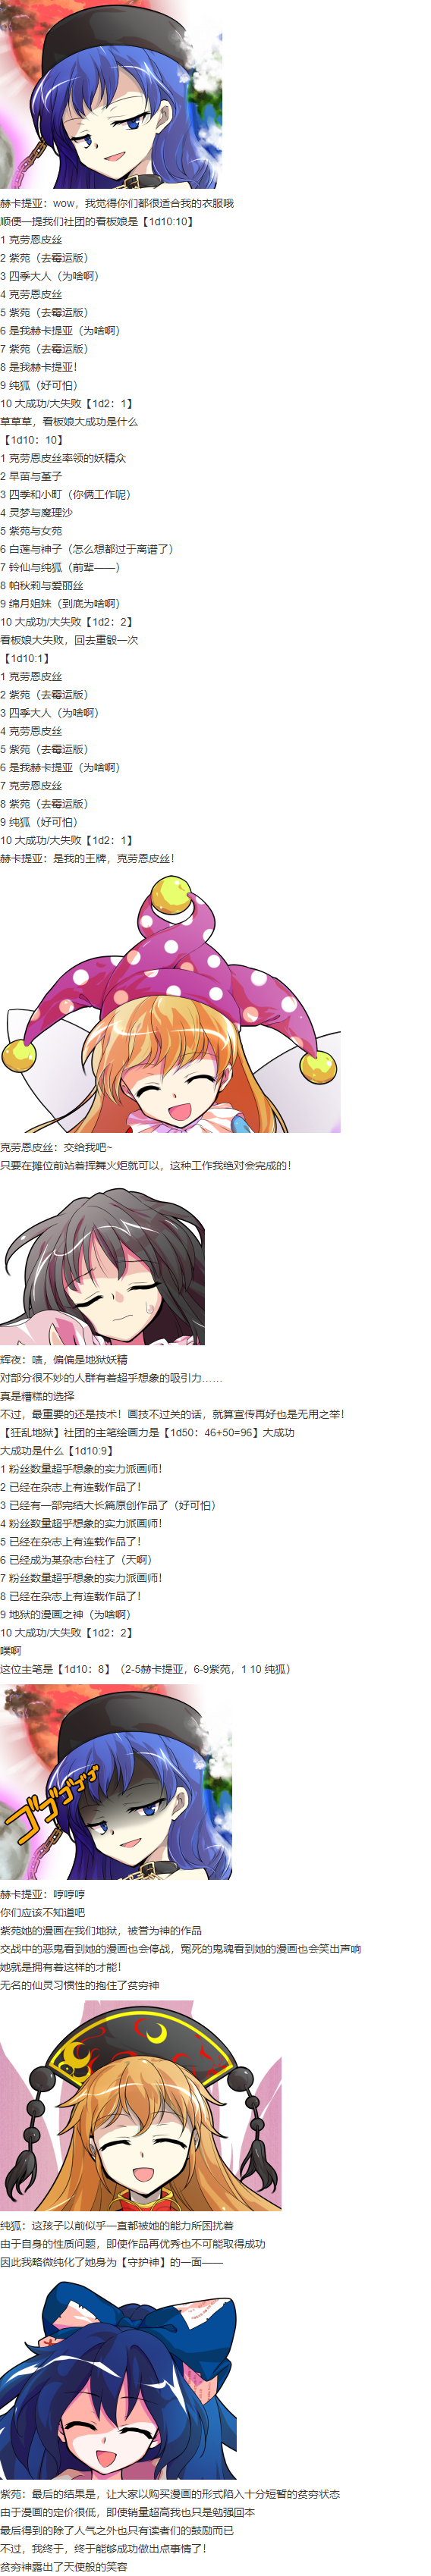 赫卡提亚：wow，我觉得你们都很适合我的衣服哦
顺便一提我们社团的看板娘是【1d10:10】
1 克劳恩皮丝
2 紫苑（去霉运版）
3 四季大人（为啥啊）
4 克劳恩皮丝
5 紫苑（去霉运版）
6 是我赫卡提亚（为啥啊）
7 紫苑（去霉运版）
8 是我赫卡提亚！
9 纯狐（好可怕）
10 大成功/大失败【1d2：1】
草草草，看板娘大成功是什么
【1d10：10】
1 克劳恩皮丝率领的妖精众
2 早苗与堇子
3 四季和小町（你俩工作呢）
4 灵梦与魔理沙
5 紫苑与女苑
6 白莲与神子（怎么想都过于离谱了）
7 铃仙与纯狐（前辈——）
8 帕秋莉与爱丽丝
9 绵月姐妹（到底为啥啊）
10 大成功/大失败【1d2：2】
看板娘大失败，回去重骰一次
【1d10:1】
1 克劳恩皮丝
2 紫苑（去霉运版）
3 四季大人（为啥啊）
4 克劳恩皮丝
5 紫苑（去霉运版）
6 是我赫卡提亚（为啥啊）
7 克劳恩皮丝
8 紫苑（去霉运版）
9 纯狐（好可怕）
10 大成功/大失败【1d2：1】
赫卡提亚：是我的王牌，克劳恩皮丝！
克劳恩皮丝：交给我吧~
只要在摊位前站着挥舞火炬就可以，这种工作我绝对会完成的！
辉夜：啧，偏偏是地狱妖精
对部分很不妙的人群有着超乎想象的吸引力……
真是糟糕的选择
不过，最重要的还是技术！画技不过关的话，就算宣传再好也是无用之举！
【狂乱地狱】社团的主笔绘画力是【1d50：46+50=96】大成功
大成功是什么【1d10:9】
1 粉丝数量超乎想象的实力派画师！
2 已经在杂志上有连载作品了！
3 已经有一部完结大长篇原创作品了（好可怕）
4 粉丝数量超乎想象的实力派画师！
5 已经在杂志上有连载作品了！
6 已经成为某杂志台柱了（天啊）
7 粉丝数量超乎想象的实力派画师！
8 已经在杂志上有连载作品了！
9 地狱的漫画之神（为啥啊）
10 大成功/大失败【1d2：2】
噗啊
这位主笔是【1d10：8】（2-5赫卡提亚，6-9紫苑，1 10 纯狐）
ゴゴゴゴゴゴ
赫卡提亚：哼哼哼
你们应该不知道吧
紫苑她的漫画在我们地狱，被誉为神的作品
交战中的恶鬼看到她的漫画也会停战，冤死的鬼魂看到她的漫画也会笑出声响
她就是拥有着这样的才能！
无名的仙灵习惯性的抱住了贫穷神
纯狐：这孩子以前似乎一直都被她的能力所困扰着
由于自身的性质问题，即使作品再优秀也不可能取得成功
因此我略微纯化了她身为【守护神】的一面——
紫苑：最后的结果是，让大家以购买漫画的形式陷入十分短暂的贫穷状态
由于漫画的定价很低，即使销量超高我也只是勉强回本
最后得到的除了人气之外也只有读者们的鼓励而已
不过，我终于，终于能够成功做出点事情了！
贫穷神露出了天使般的笑容